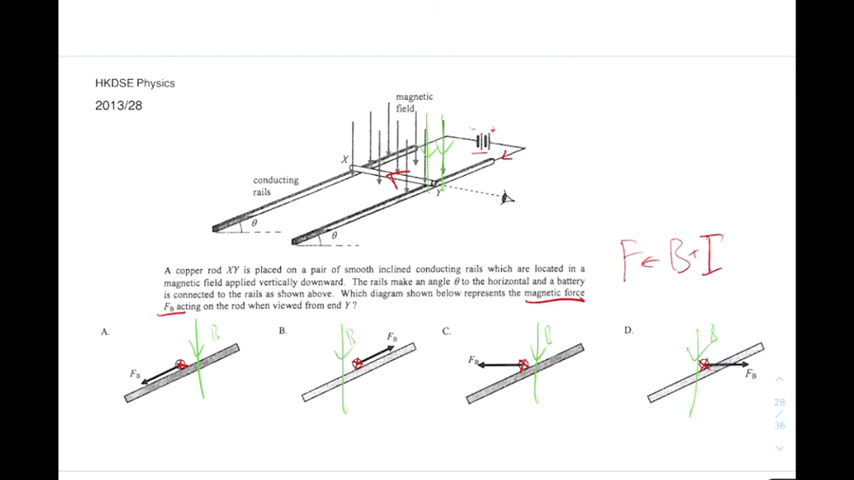 HKDSE Physics
2013/28
magnetic
field
- +
X
conducting
rails
Y
θ
θ
F ← B + I
A copper rod XY is placed on a pair of smooth inclined conducting rails which are located in a
magnetic field applied vertically downward. The rails make an angle θ to the horizontal and a battery
is connected to the rails as shown above. Which diagram shown below represents the magnetic force
F_B acting on the rod when viewed from end Y ?
A. B. C. D.
B B B B
F_B F_B F_B F_B
28
/
36